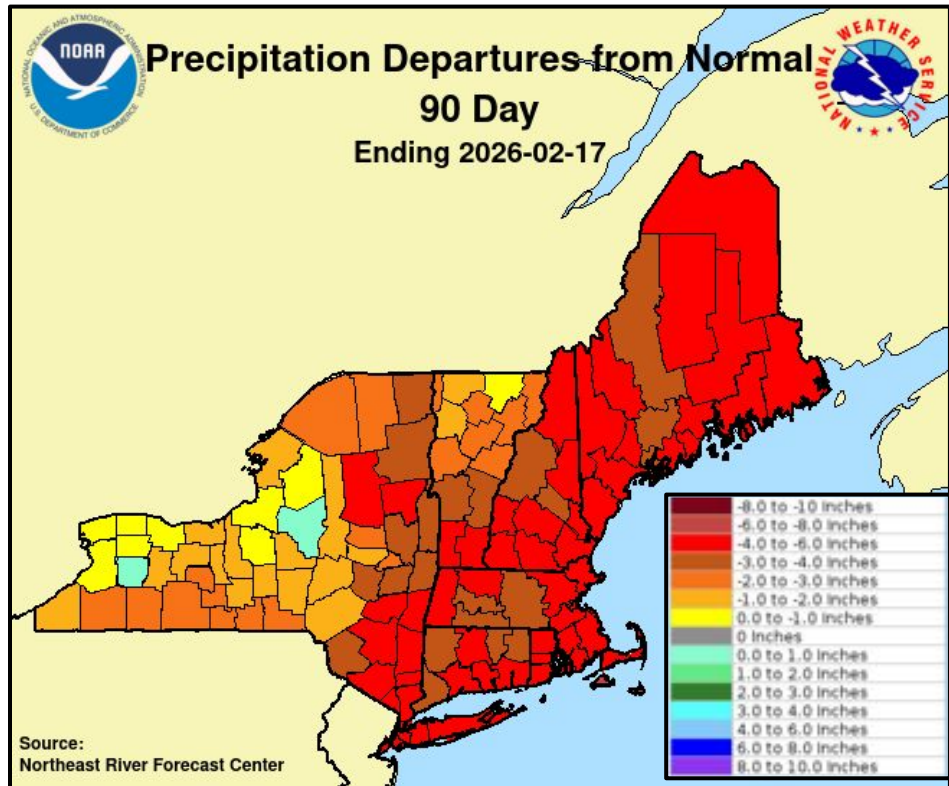 NATIONAL OCEANIC AND ATMOSPHERIC ADMINISTRATION
NOAA
U.S. DEPARTMENT OF COMMERCE
NATIONAL WEATHER SERVICE
Precipitation Departures from Normal
90 Day
Ending 2026-02-17
-8.0 to -10 Inches
-6.0 to -8.0 Inches
-4.0 to -6.0 Inches
-3.0 to -4.0 Inches
-2.0 to -3.0 Inches
-1.0 to -2.0 Inches
0.0 to -1.0 Inches
0 Inches
0.0 to 1.0 Inches
1.0 to 2.0 Inches
2.0 to 3.0 Inches
3.0 to 4.0 Inches
4.0 to 6.0 Inches
6.0 to 8.0 Inches
8.0 to 10.0 Inches
Source:
Northeast River Forecast Center